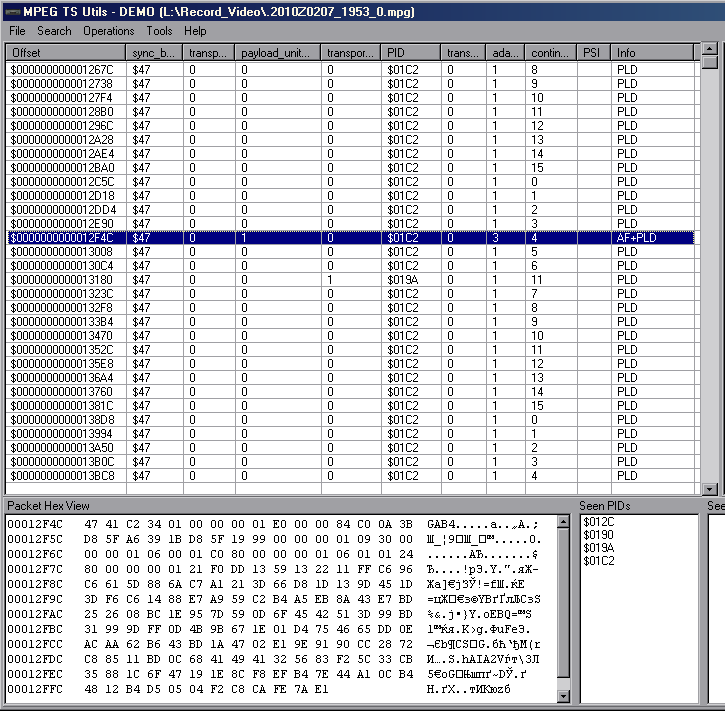 MPEG TS Utils - DEMO (L:\Record_Video\.2010Z0207_1953_0.mpg)
File Search Operations Tools Help
Offset sync_b... transp... payload_unit... transpor... PID trans... ada... contin... PSI Info
$000000000001267C $47 0 0 0 $01C2 0 1 8 PLD
$0000000000012738 $47 0 0 0 $01C2 0 1 9 PLD
$00000000000127F4 $47 0 0 0 $01C2 0 1 10 PLD
$00000000000128B0 $47 0 0 0 $01C2 0 1 11 PLD
$000000000001296C $47 0 0 0 $01C2 0 1 12 PLD
$0000000000012A28 $47 0 0 0 $01C2 0 1 13 PLD
$0000000000012AE4 $47 0 0 0 $01C2 0 1 14 PLD
$0000000000012BA0 $47 0 0 0 $01C2 0 1 15 PLD
$0000000000012C5C $47 0 0 0 $01C2 0 1 0 PLD
$0000000000012D18 $47 0 0 0 $01C2 0 1 1 PLD
$0000000000012DD4 $47 0 0 0 $01C2 0 1 2 PLD
$0000000000012E90 $47 0 0 0 $01C2 0 1 3 PLD
$0000000000012F4C $47 0 1 0 $01C2 0 3 4 AF+PLD
$0000000000013008 $47 0 0 0 $01C2 0 1 5 PLD
$00000000000130C4 $47 0 0 0 $01C2 0 1 6 PLD
$0000000000013180 $47 0 0 1 $019A 0 1 11 PLD
$000000000001323C $47 0 0 0 $01C2 0 1 7 PLD
$00000000000132F8 $47 0 0 0 $01C2 0 1 8 PLD
$00000000000133B4 $47 0 0 0 $01C2 0 1 9 PLD
$0000000000013470 $47 0 0 0 $01C2 0 1 10 PLD
$000000000001352C $47 0 0 0 $01C2 0 1 11 PLD
$00000000000135E8 $47 0 0 0 $01C2 0 1 12 PLD
$00000000000136A4 $47 0 0 0 $01C2 0 1 13 PLD
$0000000000013760 $47 0 0 0 $01C2 0 1 14 PLD
$000000000001381C $47 0 0 0 $01C2 0 1 15 PLD
$00000000000138D8 $47 0 0 0 $01C2 0 1 0 PLD
$0000000000013994 $47 0 0 0 $01C2 0 1 1 PLD
$0000000000013A50 $47 0 0 0 $01C2 0 1 2 PLD
$0000000000013B0C $47 0 0 0 $01C2 0 1 3 PLD
$0000000000013BC8 $47 0 0 0 $01C2 0 1 4 PLD
Packet Hex View
00012F4C 47 41 C2 34 01 00 00 00 01 E0 00 00 84 C0 0A 3B GАВ4.....а..„А.;
00012F5C D8 5F A6 39 1B D8 5F 19 99 00 00 00 01 09 30 00
00012F6C 00 00 01 06 00 01 C0 80 00 00 00 01 06 01 01 24 ......АЂ.......$
00012F7C 80 00 00 00 01 21 F0 DD 13 59 13 22 11 FF C6 96 Ђ....!рЭ.Y.".яЖ–
00012F8C C6 61 5D 88 6A C7 A1 21 3D 66 D8 1D 13 9D 45 1D
00012F9C 3D F6 C6 14 88 E7 A9 59 C2 B4 A5 EB 8A 43 E7 BD
00012FAC 25 26 08 BC 1E 95 7D 59 0D 6F 45 42 51 3D 99 BD %&.ј.•}Y.oEBQ=™Ѕ
00012FBC 31 99 9D FF 0D 4B 9B 67 1E 01 D4 75 46 65 DD 0E 1™ќя.K›g..ФuFeЭ.
00012FCC AC AA 62 B6 43 BD 1A 47 02 E1 9E 91 90 CC 28 72
00012FDC C8 85 11 BD 0C 68 41 49 41 32 56 83 F2 5C 33 CB И….Ѕ.hAIA2Vѓт\3Л
00012FEC 35 88 1C 6F 47 19 1E 8C F8 EF B4 7E 44 A1 0C B4
00012FFC 48 12 B4 D5 05 04 F2 C8 CA FE 7A E1 H.ґХ..тИКюzб
Seen PIDs
$012C
$0190
$019A
$01C2
See